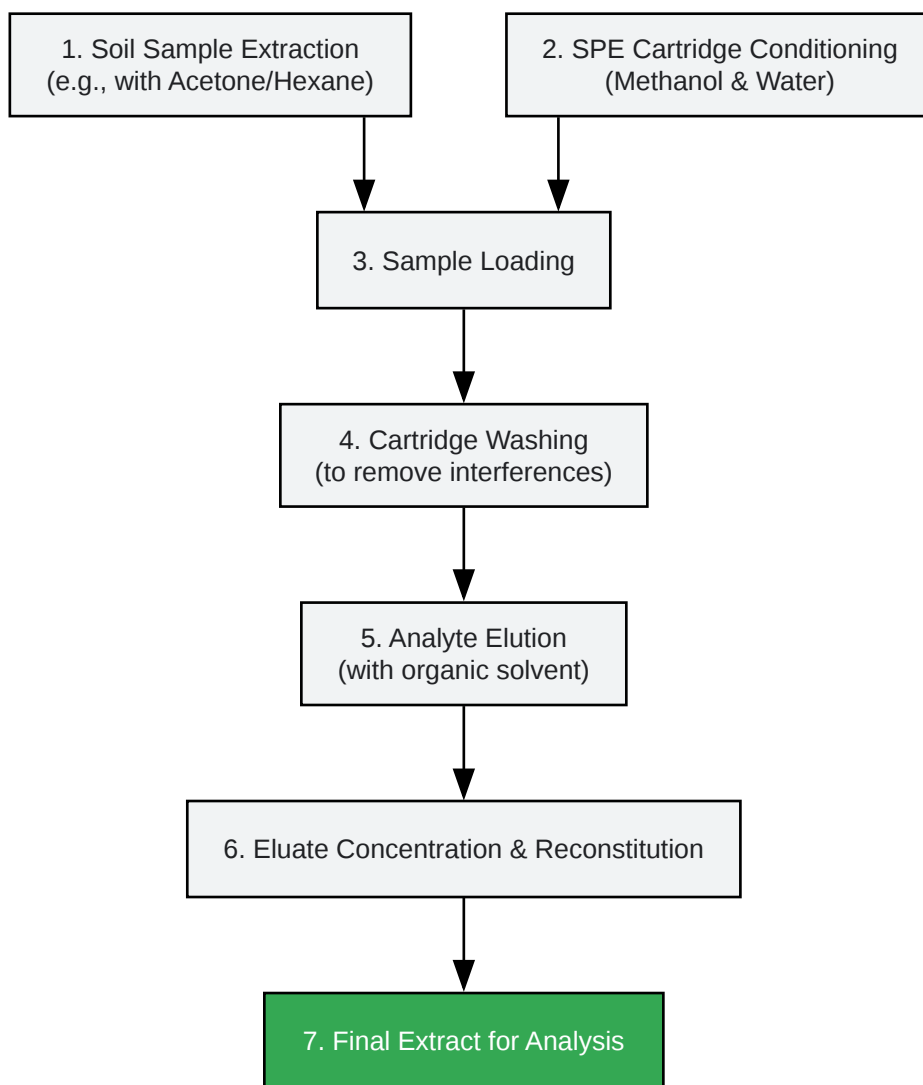 1. Soil Sample Extraction
(e.g., with Acetone/Hexane)
2. SPE Cartridge Conditioning
(Methanol & Water)
3. Sample Loading
4. Cartridge Washing
(to remove interferences)
5. Analyte Elution
(with organic solvent)
6. Eluate Concentration & Reconstitution
7. Final Extract for Analysis